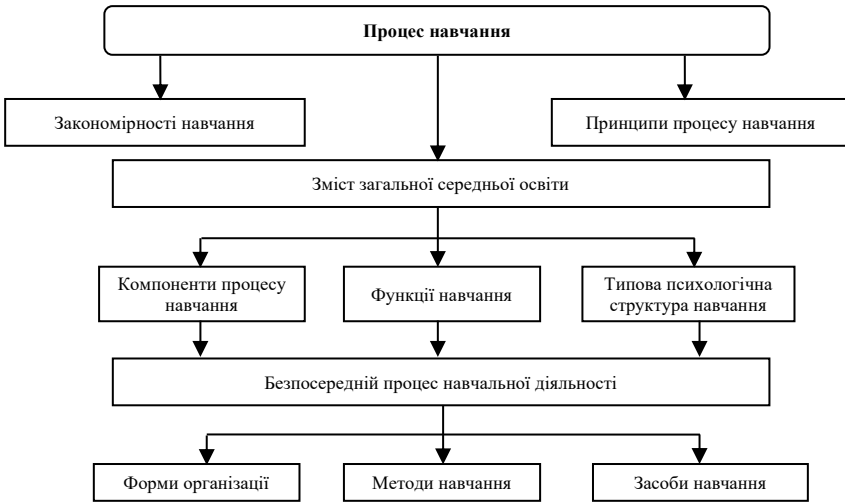 Процес навчання
Закономірності навчання
Принципи процесу навчання
Зміст загальної середньої освіти
Компоненти процесу
навчання
Функції навчання
Типова психологічна
структура навчання
Безпосередній процес навчальної діяльності
Форми організації
Методи навчання
Засоби навчання